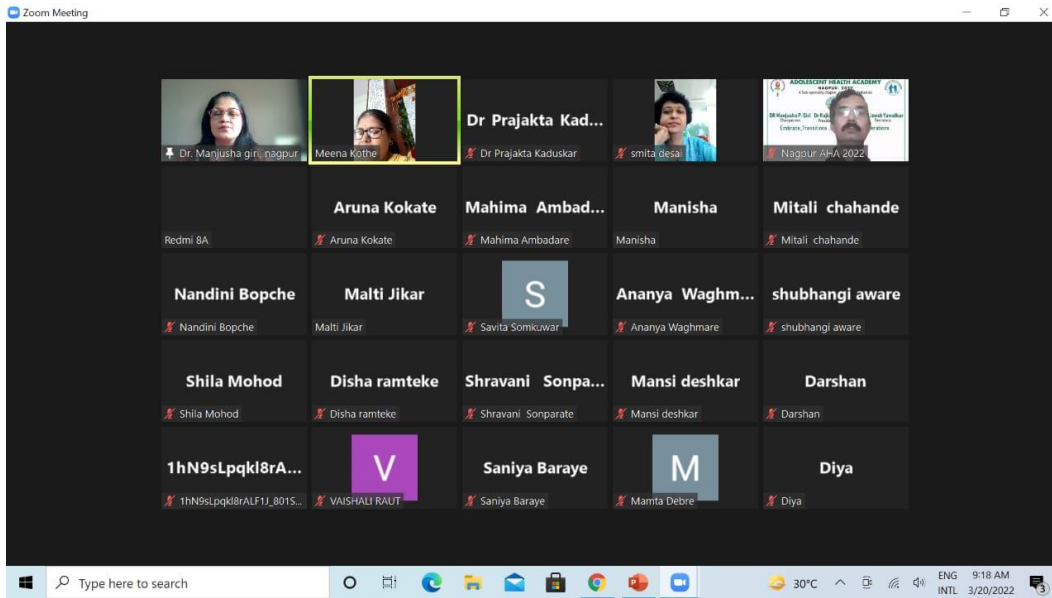 Zoom Meeting
ADOLESCENT HEALTH ACADEMY
Dr. Manjusha giri, nagpur
Meena Kothe
Dr Prajakta Kad...
Dr Prajakta Kaduskar
smita desai
Nagpur AHA 2022
Redmi 8A
Aruna Kokate
Aruna Kokate
Mahima Ambad...
Mahima Ambadare
Manisha
Manisha
Mitali chahande
Mitali chahande
Nandini Bopche
Nandini Bopche
Malti Jikar
Malti Jikar
S
Savita Somkuwar
Ananya Waghm...
Ananya Waghmare
shubhangi aware
shubhangi aware
Shila Mohod
Shila Mohod
Disha ramteke
Disha ramteke
Shravani Sonpa...
Shravani Sonparate
Mansi deshkar
Mansi deshkar
Darshan
Darshan
1hN9sLpqkl8rA...
1hN9sLpqkl8rALF1J_801S...
V
VAISHALI RAUT
Saniya Baraye
Saniya Baraye
M
Mamta Debre
Diya
Diya
Type here to search
30°C
ENG
INTL
9:18 AM
3/20/2022
3